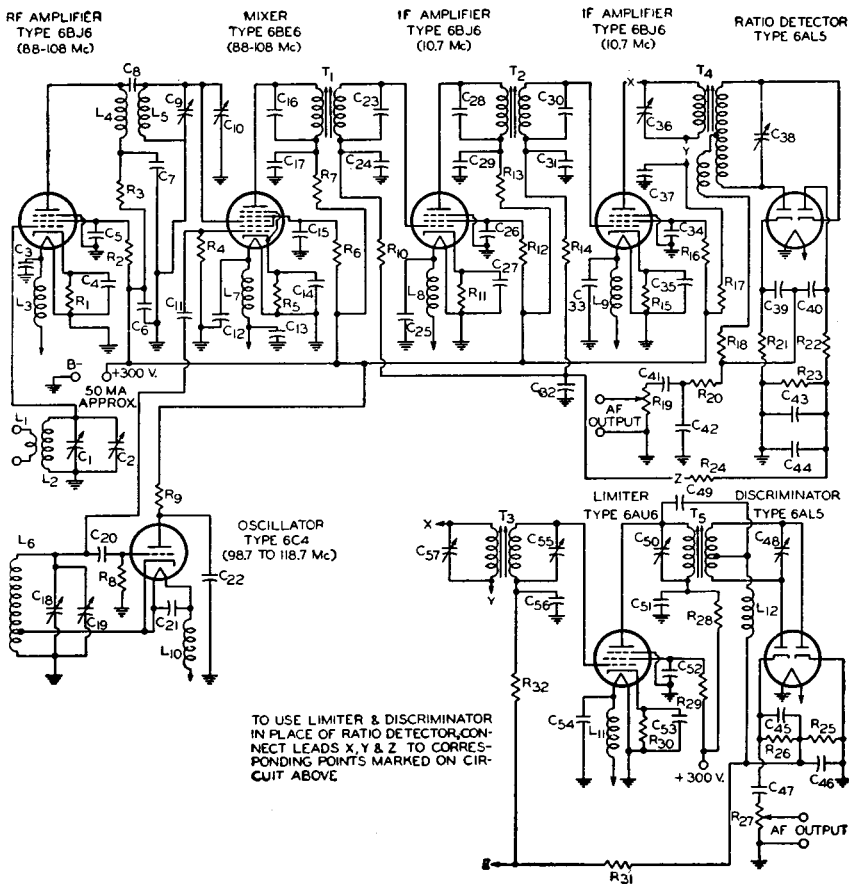 RF AMPLIFIER
TYPE 6BJ6
(88-108 Mc)
MIXER
TYPE 6BE6
(88-108 Mc)
IF AMPLIFIER
TYPE 6BJ6
(10.7 Mc)
IF AMPLIFIER
TYPE 6BJ6
(10.7 Mc)
RATIO DETECTOR
TYPE 6AL5
C8
L4
L5
C9
C10
C16
T1
C23
C28
T2
C30
X
C36
T4
C38
R3
C7
C17
R7
C24
C29
R13
C31
Y
C37
C3
C5
R2
R4
C15
R6
R10
C26
R12
R14
C34
R16
R17
L3
C4
R1
C6
C11
L7
C14
R5
C12
C13
L8
C27
R11
C25
C33
L9
C35
R15
C39
C40
R18
R21
R22
B-
+300 V.
50 MA
APPROX.
C32
C41
R19
R20
R23
C43
AF
OUTPUT
C42
C44
L1
L2
C1
C2
Z
R24
R9
C49
OSCILLATOR
TYPE 6C4
(98.7 TO 118.7 Mc)
LIMITER
TYPE 6AU6
DISCRIMINATOR
TYPE 6AL5
L6
C20
R8
C18
C19
C21
L10
C22
X
C57
T3
C55
Y
C56
C50
T5
C48
C51
R28
L12
R32
C52
R29
C54
L11
C53
R30
C45
R26
R25
C46
+300 V.
C47
R27
AF OUTPUT
TO USE LIMITER & DISCRIMINATOR
IN PLACE OF RATIO DETECTOR,CON-
NECT LEADS X,Y & Z TO CORRES-
PONDING POINTS MARKED ON CIR-
CUIT ABOVE
R31